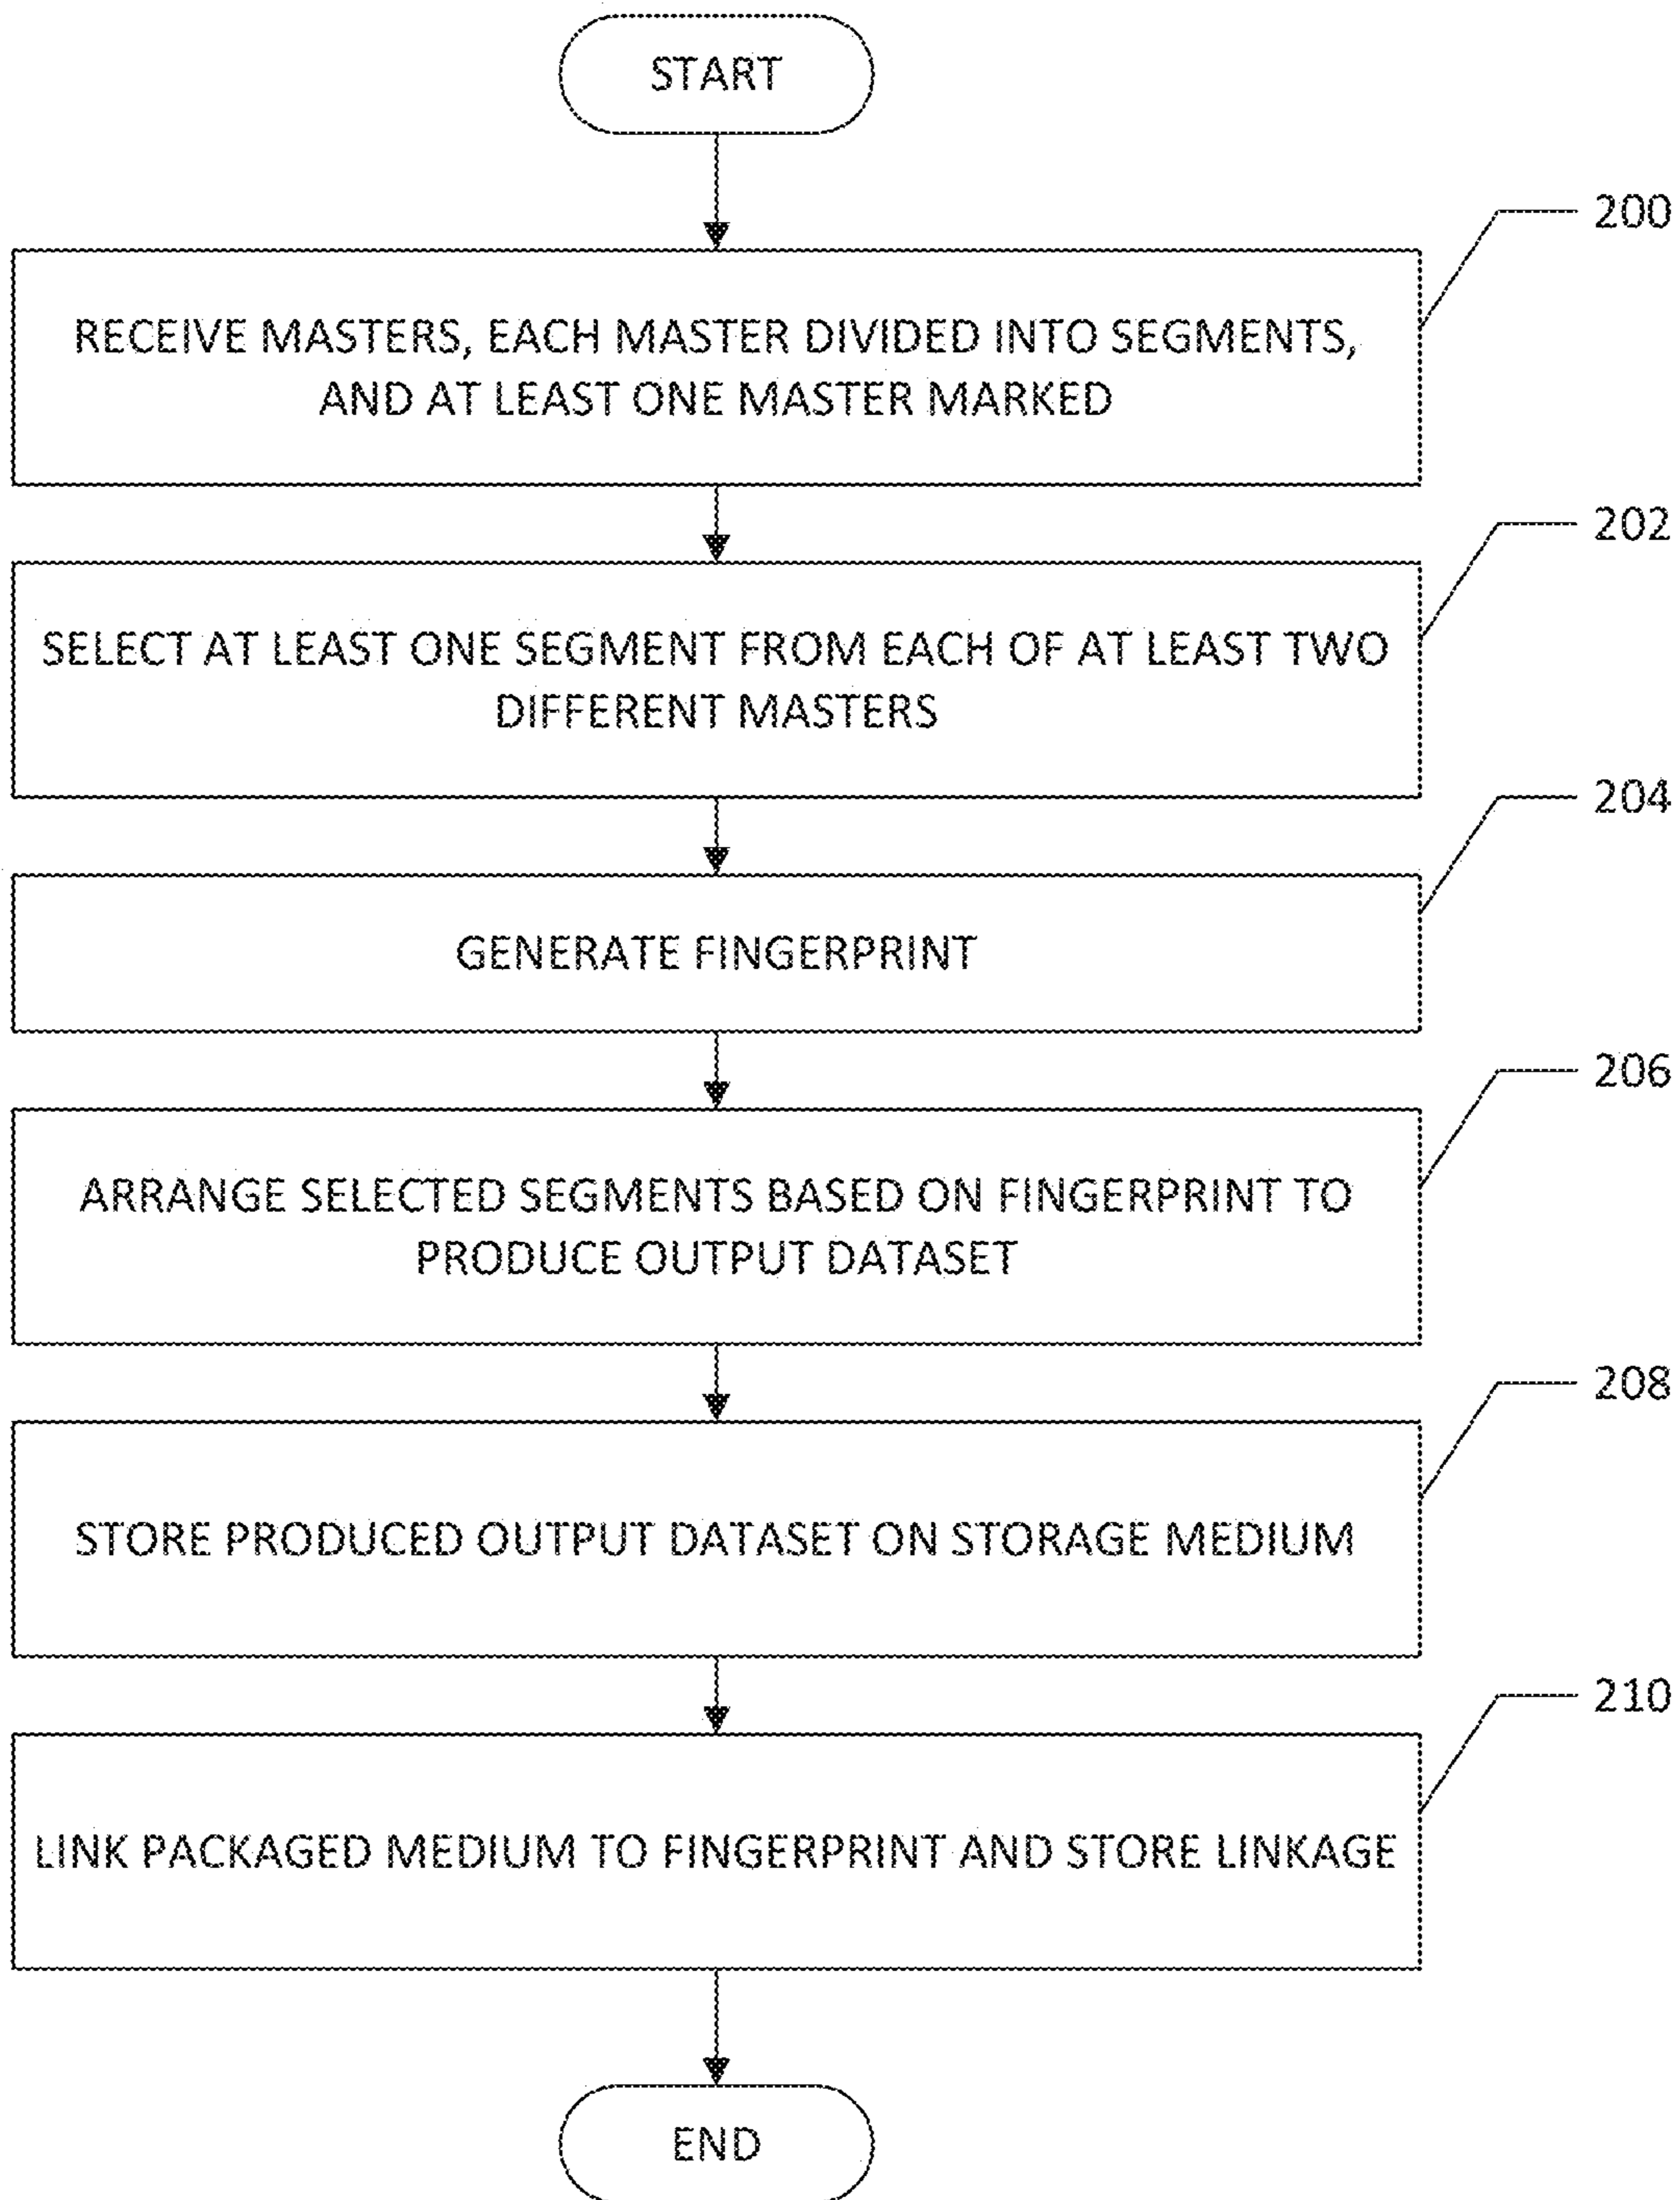 START
200
RECEIVE MASTERS, EACH MASTER DIVIDED INTO SEGMENTS,
AND AT LEAST ONE MASTER MARKED
202
SELECT AT LEAST ONE SEGMENT FROM EACH OF AT LEAST TWO
DIFFERENT MASTERS
204
GENERATE FINGERPRINT
206
ARRANGE SELECTED SEGMENTS BASED ON FINGERPRINT TO
PRODUCE OUTPUT DATASET
208
STORE PRODUCED OUTPUT DATASET ON STORAGE MEDIUM
210
LINK PACKAGED MEDIUM TO FINGERPRINT AND STORE LINKAGE
END